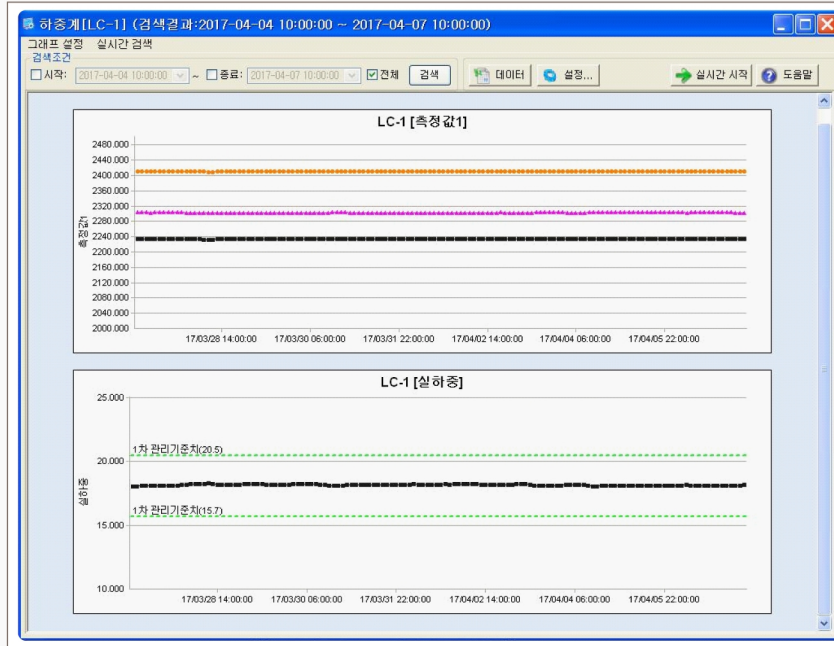 하중계[LC-1] (검색결과:2017-04-04 10:00:00 ~ 2017-04-07 10:00:00)
그래프 설정 실시간 검색
검색조건
시작: 2017-04-04 10:00:00 ~ 종료: 2017-04-07 10:00:00 전체 검색 데이터 설정... 실시간 시작 도움말
LC-1 [측정값1]
2480.000
2440.000
2400.000
2360.000
2320.000
2280.000
2240.000
2200.000
2160.000
2120.000
2080.000
2040.000
2000.000
측정값1
17/03/28 14:00:00 17/03/30 06:00:00 17/03/31 22:00:00 17/04/02 14:00:00 17/04/04 06:00:00 17/04/05 22:00:00
LC-1 [실하중]
25.000
1차 관리기준치(20.5)
20.000
실하중
1차 관리기준치(15.7)
15.000
10.000
17/03/28 14:00:00 17/03/30 06:00:00 17/03/31 22:00:00 17/04/02 14:00:00 17/04/04 06:00:00 17/04/05 22:00:00